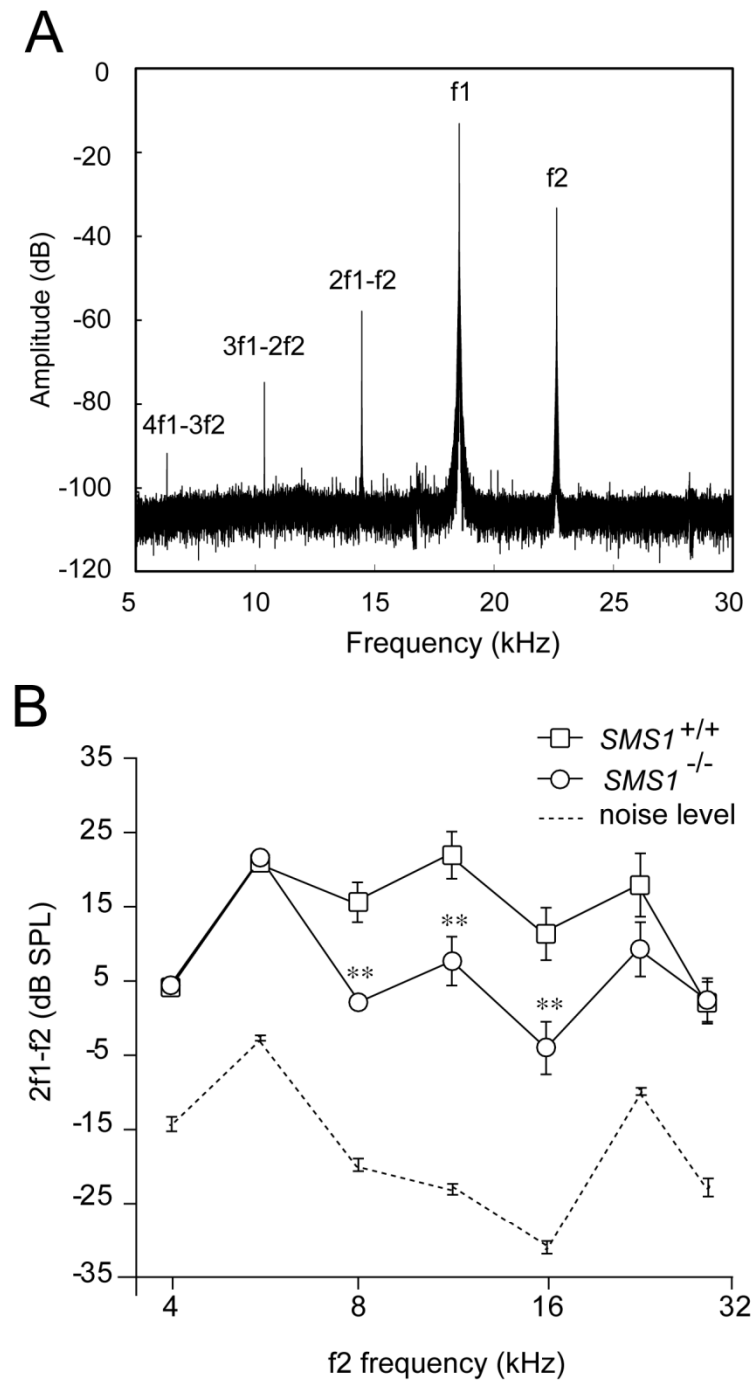 A
0
-20
-40
-60
-80
-100
-120
Amplitude (dB)
f1
f2
2f1-f2
3f1-2f2
4f1-3f2
5 10 15 20 25 30
Frequency (kHz)
B
35
25
15
5
-5
-15
-25
-35
2f1-f2 (dB SPL)
SMS1 +/+
SMS1 -/-
noise level
** ** **
4 8 16 32
f2 frequency (kHz)